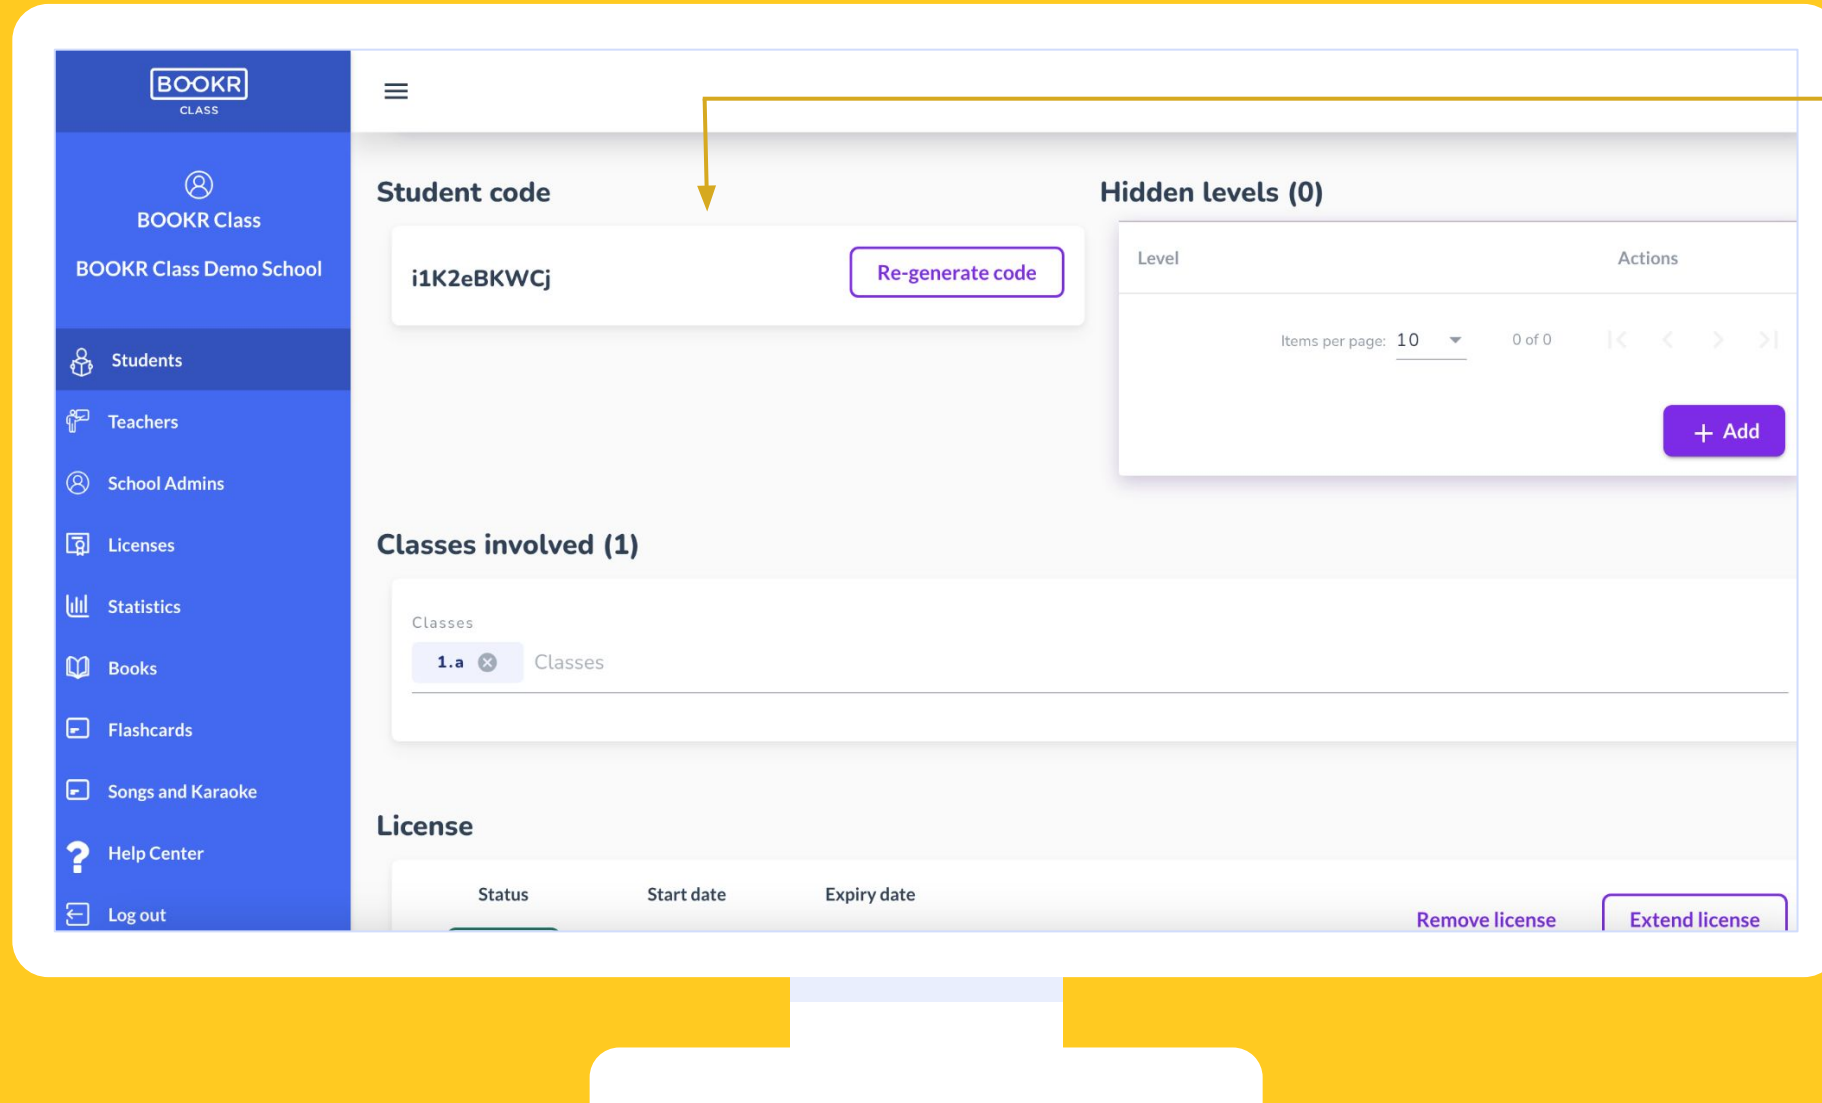 BOOKR
CLASS
BOOKR Class
BOOKR Class Demo School
Students
Teachers
School Admins
Licenses
Statistics
Books
Flashcards
Songs and Karaoke
? Help Center
Log out
Student code
i1K2eBKWCj
Re-generate code
Hidden levels (0)
Level Actions
Items per page: 10 0 of 0
+ Add
Classes involved (1)
Classes
1.a Classes
License
Status Start date Expiry date
Remove license Extend license